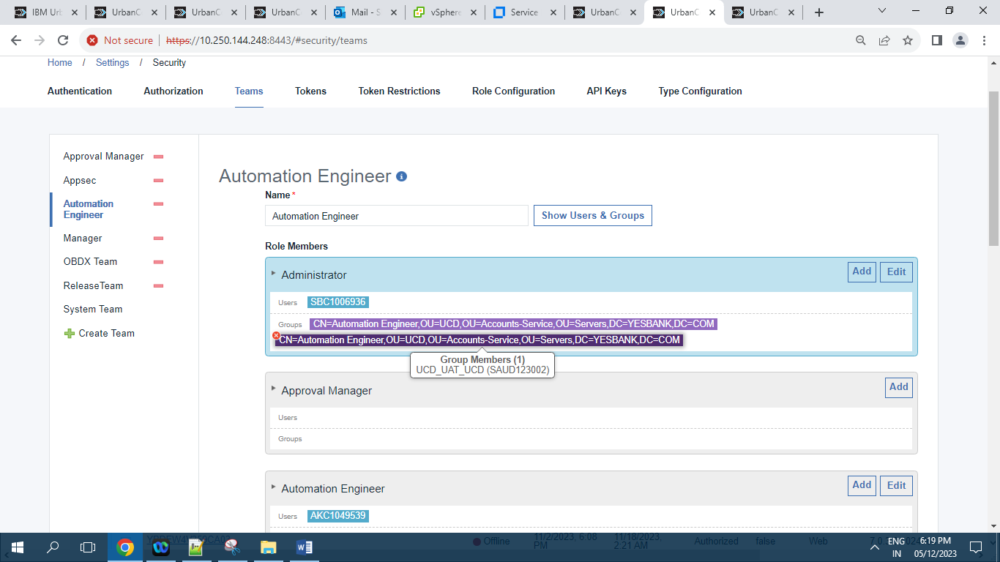 IBM Urb
UrbanC
UrbanC
UrbanC
Mail - S
vSphere
Service
UrbanC
UrbanC
UrbanC
Not secure
https://10.250.144.248:8443/#security/teams
Home / Settings / Security
Authentication
Authorization
Teams
Tokens
Token Restrictions
Role Configuration
API Keys
Type Configuration
Approval Manager
Appsec
Automation
Engineer
Manager
OBDX Team
ReleaseTeam
System Team
Create Team
Automation Engineer
Name *
Automation Engineer
Show Users & Groups
Role Members
Administrator
Add
Edit
Users SBC1006936
Groups CN=Automation Engineer,OU=UCD,OU=Accounts-Service,OU=Servers,DC=YESBANK,DC=COM
CN=Automation Engineer,OU=UCD,OU=Accounts-Service,OU=Servers,DC=YESBANK,DC=COM
Group Members (1)
UCD_UAT_UCD (SAUD123002)
Approval Manager
Add
Users
Groups
Automation Engineer
Add
Edit
Users AKC1049539
Offline
11/2/2023, 6:08
PM
11/18/2023,
2:21 AM
Authorized
false
Web
ENG
IN
6:19 PM
05/12/2023